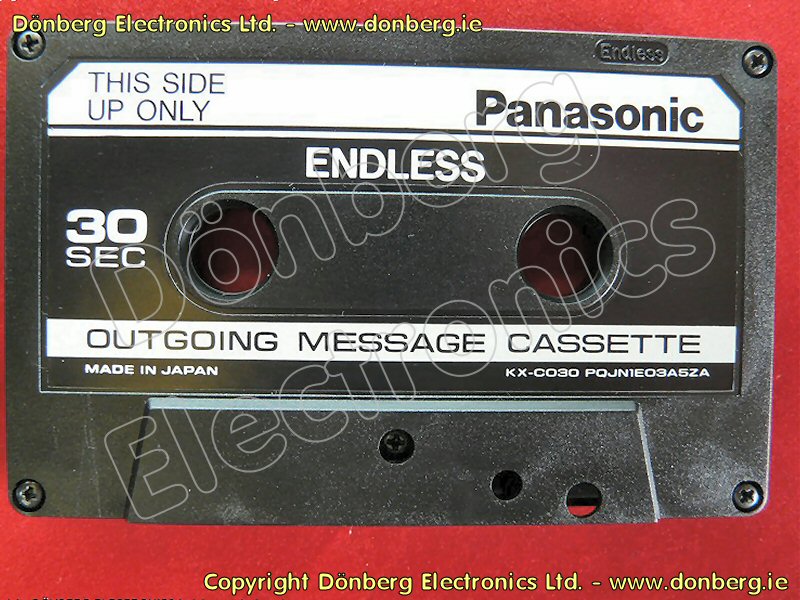 Dönberg Electronics Ltd. - www.dönberg.ie
Endless
THIS SIDE
UP ONLY
Panasonic
ENDLESS
30
SEC
Dönberg
Electronics
OUTGOING MESSAGE CASSETTE
MADE IN JAPAN
KX-C030 PQJN1E03A5ZA
Copyright Dönberg Electronics Ltd. - www.donberg.ie